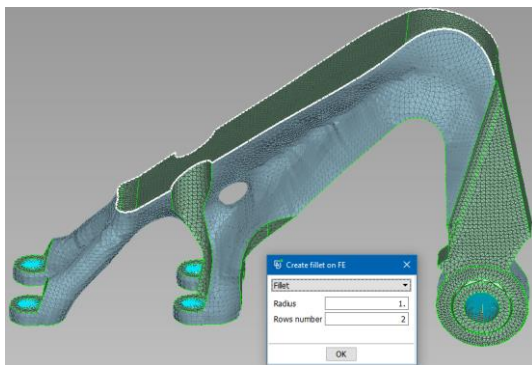 Create fillet on FE
Fillet
Radius 1.
Rows number 2
OK